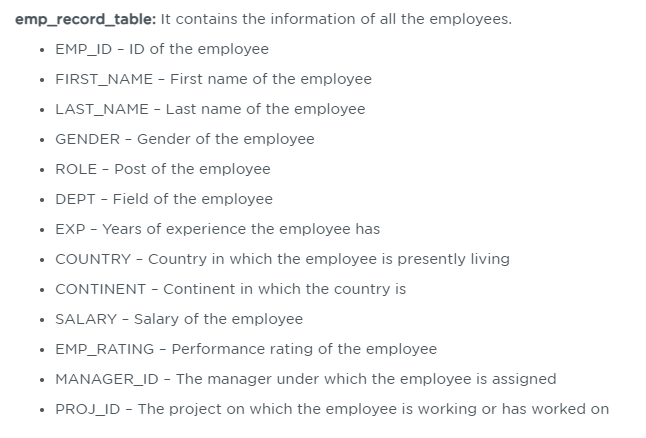 emp_record_table: It contains the information of all the employees.
• EMP_ID – ID of the employee
• FIRST_NAME – First name of the employee
• LAST_NAME – Last name of the employee
• GENDER – Gender of the employee
• ROLE – Post of the employee
• DEPT – Field of the employee
• EXP – Years of experience the employee has
• COUNTRY – Country in which the employee is presently living
• CONTINENT – Continent in which the country is
• SALARY – Salary of the employee
• EMP_RATING – Performance rating of the employee
• MANAGER_ID – The manager under which the employee is assigned
• PROJ_ID – The project on which the employee is working or has worked on